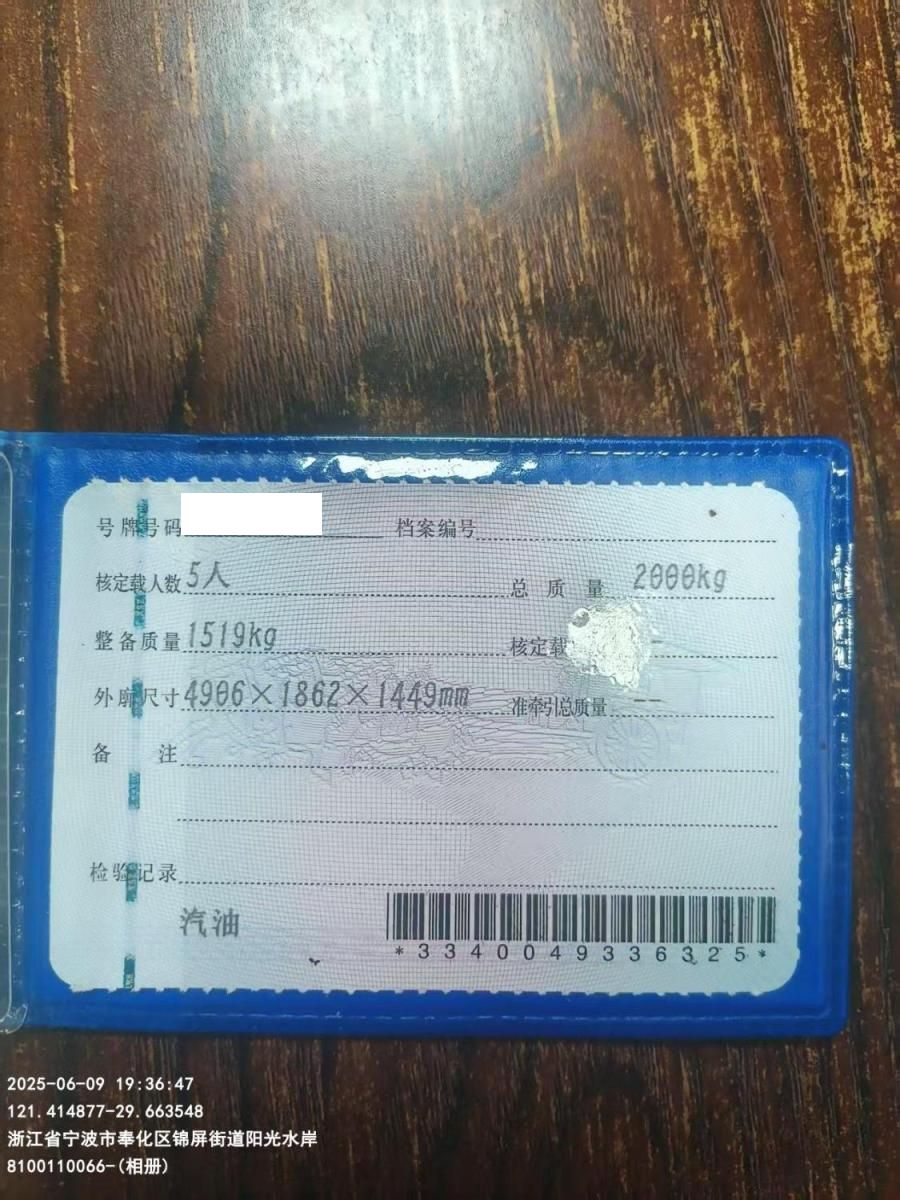 号牌号码 档案编号
核定载人数 5人 总质量 2000kg
整备质量 1519kg 核定载 --
外廓尺寸 4906×1862×1449mm 准牵引总质量 --
备注
检验记录
汽油
*3340049336325*
2025-06-09 19:36:47
121.414877-29.663548
浙江省宁波市奉化区锦屏街道阳光水岸
8100110066-(相册)